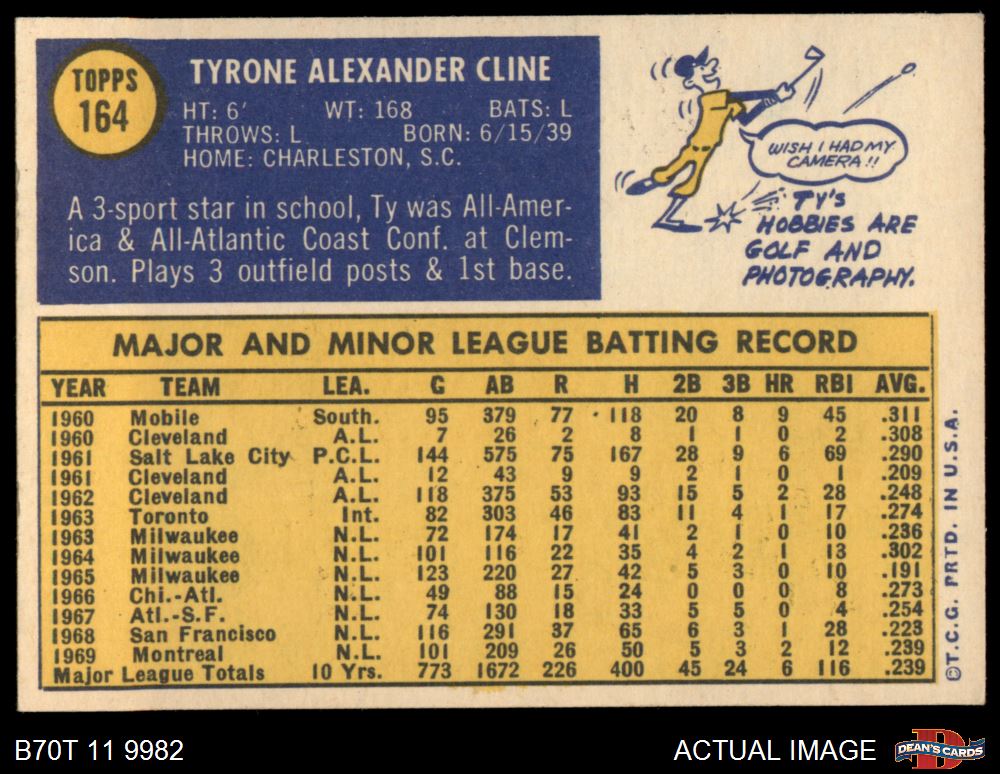 TOPPS
164
TYRONE ALEXANDER CLINE
HT: 6' WT: 168 BATS: L
THROWS: L BORN: 6/15/39
HOME: CHARLESTON, S.C.
A 3-sport star in school, Ty was All-Amer-
ica & All-Atlantic Coast Conf. at Clem-
son. Plays 3 outfield posts & 1st base.
WISH I HAD MY
CAMERA!!
TY'S
HOBBIES ARE
GOLF AND
PHOTOGRAPHY.
MAJOR AND MINOR LEAGUE BATTING RECORD
YEAR TEAM LEA. G AB R H 2B 3B HR RBI AVG.
1960 Mobile South. 95 379 77 118 20 8 9 45 .311
1960 Cleveland A.L. 7 26 2 8 1 1 0 2 .308
1961 Salt Lake City P.C.L. 144 575 75 167 28 9 6 69 .290
1961 Cleveland A.L. 12 43 9 9 2 1 0 1 .209
1962 Cleveland A.L. 118 375 53 93 15 5 2 28 .248
1963 Toronto Int. 82 303 46 83 11 4 1 17 .274
1963 Milwaukee N.L. 72 174 17 41 2 1 0 10 .236
1964 Milwaukee N.L. 101 116 22 35 4 2 1 13 .302
1965 Milwaukee N.L. 123 220 27 42 5 3 0 10 .191
1966 Chi.-Atl. N.L. 49 88 15 24 0 0 0 8 .273
1967 Atl.-S.F. N.L. 74 130 18 33 5 5 0 4 .254
1968 San Francisco N.L. 116 291 37 65 6 3 1 28 .223
1969 Montreal N.L. 101 209 26 50 5 3 2 12 .239
Major League Totals 10 Yrs. 773 1672 226 400 45 24 6 116 .239
©T.C.G. PRTD. IN U.S.A.
B70T 11 9982
ACTUAL IMAGE
DEAN'S CARDS